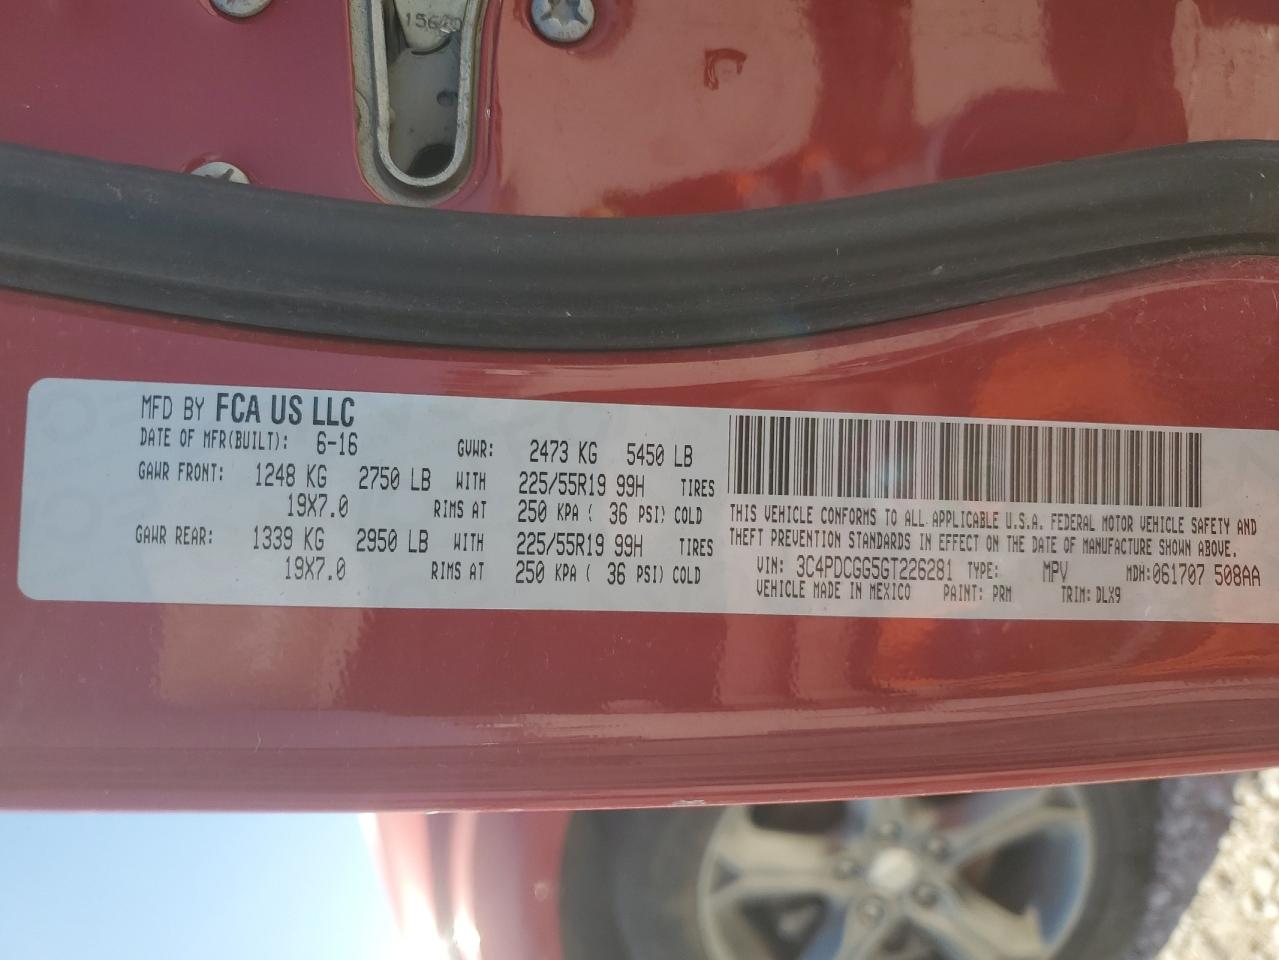 15640
MFD BY FCA US LLC
DATE OF MFR(BUILT): 6-16 GVWR: 2473 KG 5450 LB
GAWR FRONT: 1248 KG 2750 LB WITH 225/55R19 99H TIRES
19X7.0 RIMS AT 250 KPA ( 36 PSI) COLD
GAWR REAR: 1339 KG 2950 LB WITH 225/55R19 99H TIRES
19X7.0 RIMS AT 250 KPA ( 36 PSI) COLD
THIS VEHICLE CONFORMS TO ALL APPLICABLE U.S.A. FEDERAL MOTOR VEHICLE SAFETY AND
THEFT PREVENTION STANDARDS IN EFFECT ON THE DATE OF MANUFACTURE SHOWN ABOVE.
VIN: 3C4PDCGG5GT226281 TYPE: MPV MDH:061707 508AA
VEHICLE MADE IN MEXICO PAINT: PRM TRIM: DLX9